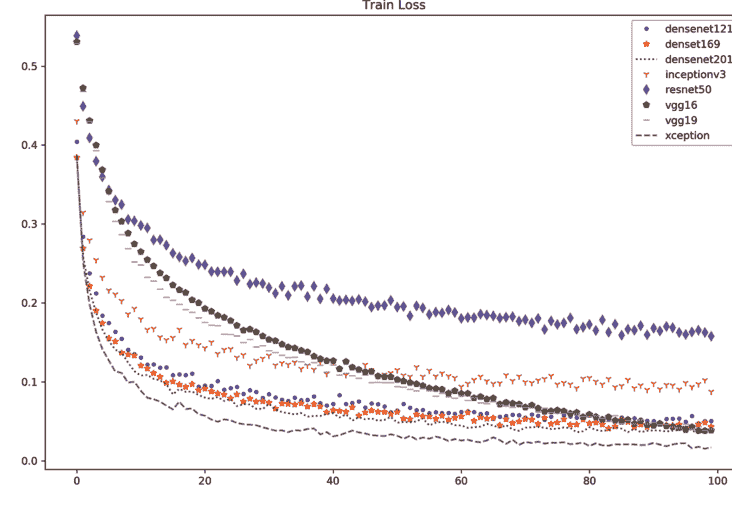 Train Loss
densenet121
denset169
densenet201
inceptionv3
resnet50
vgg16
vgg19
xception
0.5
0.4
0.3
0.2
0.1
0.0
0
20
40
60
80
100